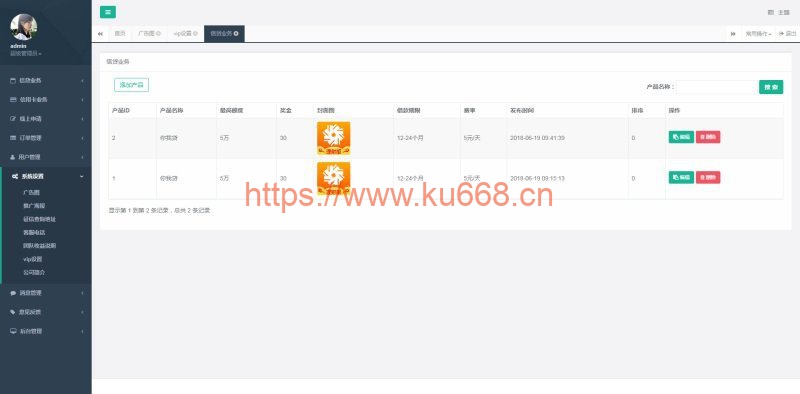 主题
首页
广告图
vip设置
信贷业务
常用操作
退出
admin
超级管理员
信贷业务
信用卡业务
线上申请
订单管理
用户管理
系统设置
广告图
推广海报
征信查询地址
客服电话
团队收益说明
vip设置
公司简介
消息管理
意见反馈
后台管理
信贷业务
添加产品
产品名称：
搜 索
产品ID 产品名称 最高额度 奖金 封面图 借款期限 费率 发布时间 排序 操作
2 你我贷 5万 30 12-24个月 5元/天 2018-06-19 09:41:39 0 编辑 删除
1 你我贷 5万 30 12-24个月 5元/天 2018-06-19 09:15:13 0 编辑 删除
显示第 1 到第 2 条记录，总共 2 条记录
https://www.ku668.cn